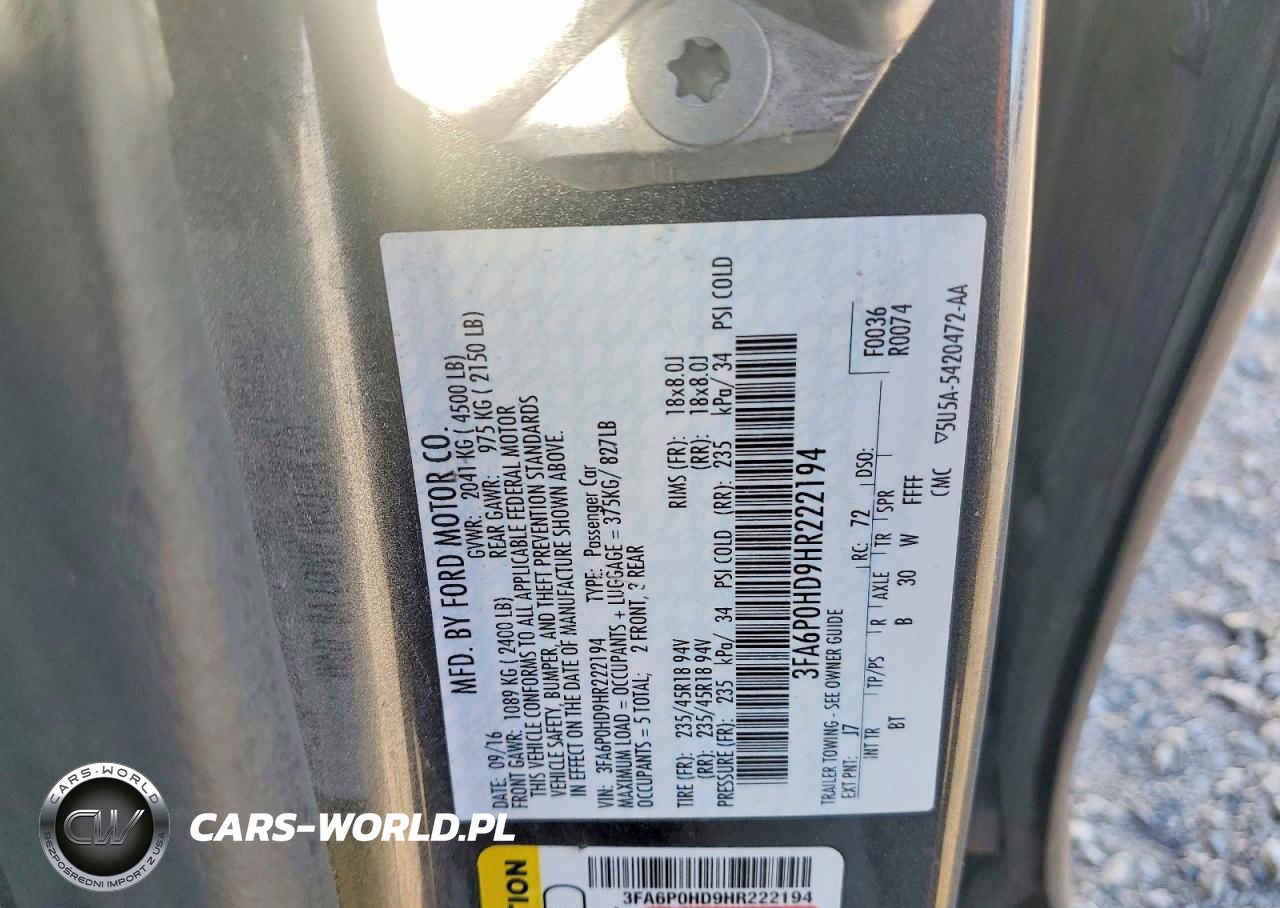 MFD. BY FORD MOTOR CO.
DATE: 09/16 GVWR: 2041 KG ( 4500 LB)
FRONT GAWR: 1089 KG ( 2400 LB) REAR GAWR: 975 KG ( 2150 LB)
THIS VEHICLE CONFORMS TO ALL APPLICABLE FEDERAL MOTOR
VEHICLE SAFETY, BUMPER, AND THEFT PREVENTION STANDARDS
IN EFFECT ON THE DATE OF MANUFACTURE SHOWN ABOVE.
VIN: 3FA6P0HD9HR222194 TYPE: Passenger Car
MAXIMUM LOAD = OCCUPANTS + LUGGAGE = 375KG/ 827LB
OCCUPANTS = 5 TOTAL; 2 FRONT, 3 REAR
TIRE (FR): 235/45R18 94V RIMS (FR): 18x8.0J
(RR): 235/45R18 94V (RR): 18x8.0J
PRESSURE (FR): 235 kPa/ 34 PSI COLD (RR): 235 kPa/ 34 PSI COLD
3FA6P0HD9HR222194
TRAILER TOWING - SEE OWNER GUIDE
EXT PNT: J7 RC: 72 DSO: F0036
R0074
INT TR TP/PS R AXLE TR SPR
BT B 30 W FFFF
CMC ▽5U5A-5420472-AA
3FA6P0HD9HR222194
CARS-WORLD
CW
BEZPOŚREDNI IMPORT Z USA
CARS-WORLD.PL